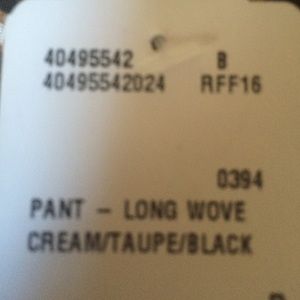 40495542 B
40495542024 RFF16
0394
PANT - LONG WOVE
CREAM/TAUPE/BLACK